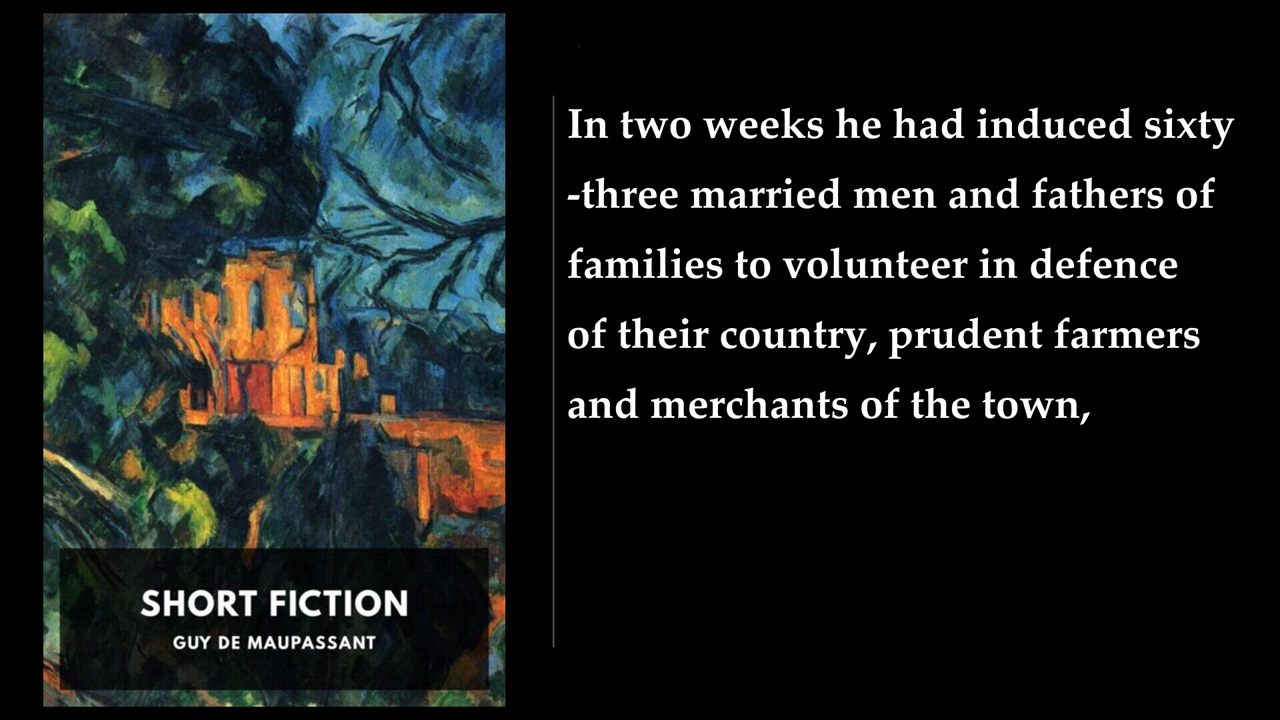 In two weeks he had induced sixty
-three married men and fathers of
families to volunteer in defence
of their country, prudent farmers
and merchants of the town,
SHORT FICTION
GUY DE MAUPASSANT